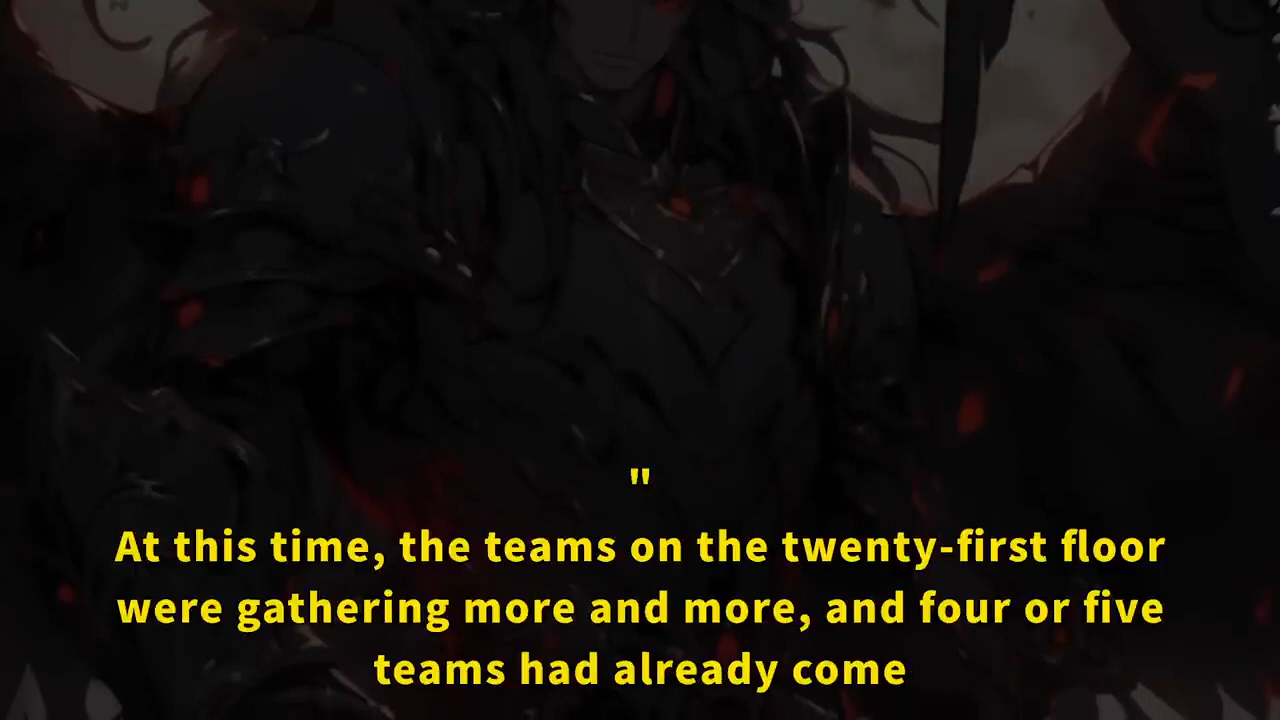 "
At this time, the teams on the twenty-first floor
were gathering more and more, and four or five
teams had already come